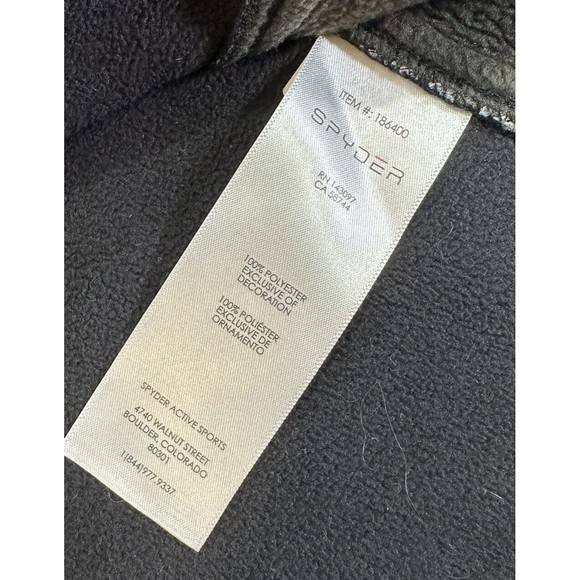 ITEM #: 186400
SPYDER
RN 143097
CA 58744
100% POLYESTER
EXCLUSIVE OF
DECORATION
100% POLIÉSTER
EXCLUSIVE DE
ORNAMENTO
SPYDER ACTIVE SPORTS
4740 WALNUT STREET
BOULDER, COLORADO
80301
1(844)977.9337